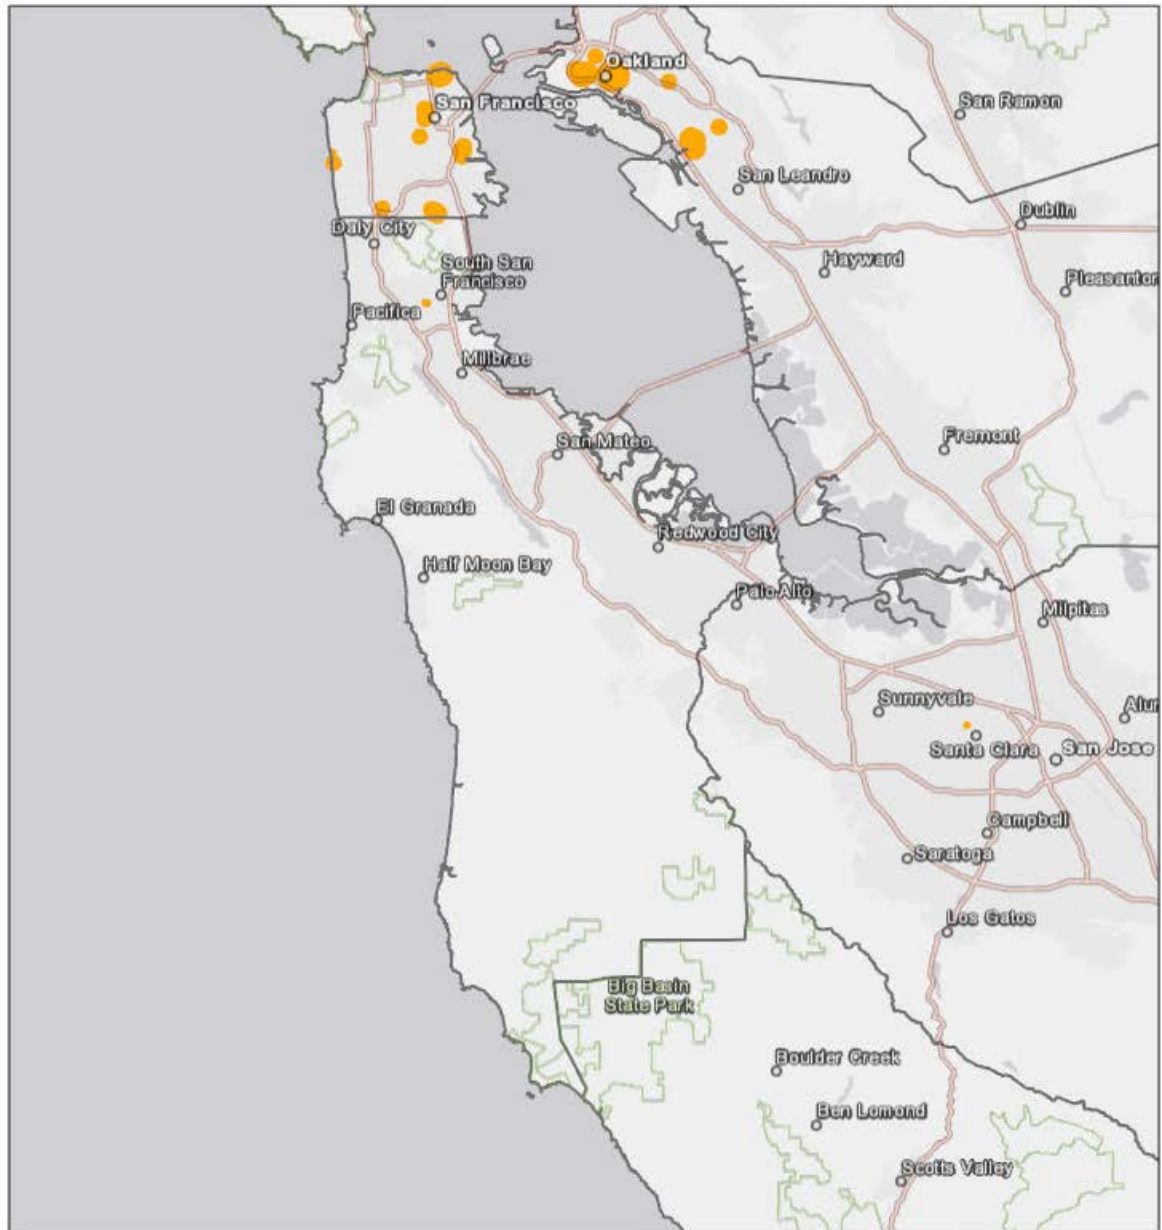 Oakland
San Francisco
San Ramon
San Leandro
Dublin
Daly City
Hayward
South San
Francisco
Pleasanton
Pacifica
Millbrae
Fremont
San Mateo
El Granada
Redwood City
Half Moon Bay
Palo Alto
Milpitas
Sunnyvale
Alur
Santa Clara
San Jose
Campbell
Saratoga
Los Gatos
Big Basin
State Park
Boulder Creek
Ben Lomond
Scotts Valley